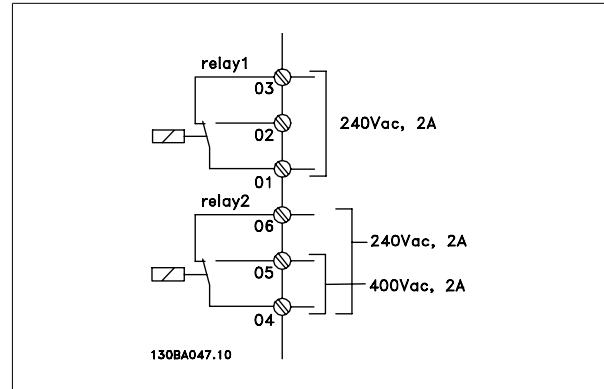 relay1
03
02
240Vac, 2A
01
relay2
06
240Vac, 2A
05
400Vac, 2A
04
130BA047.10